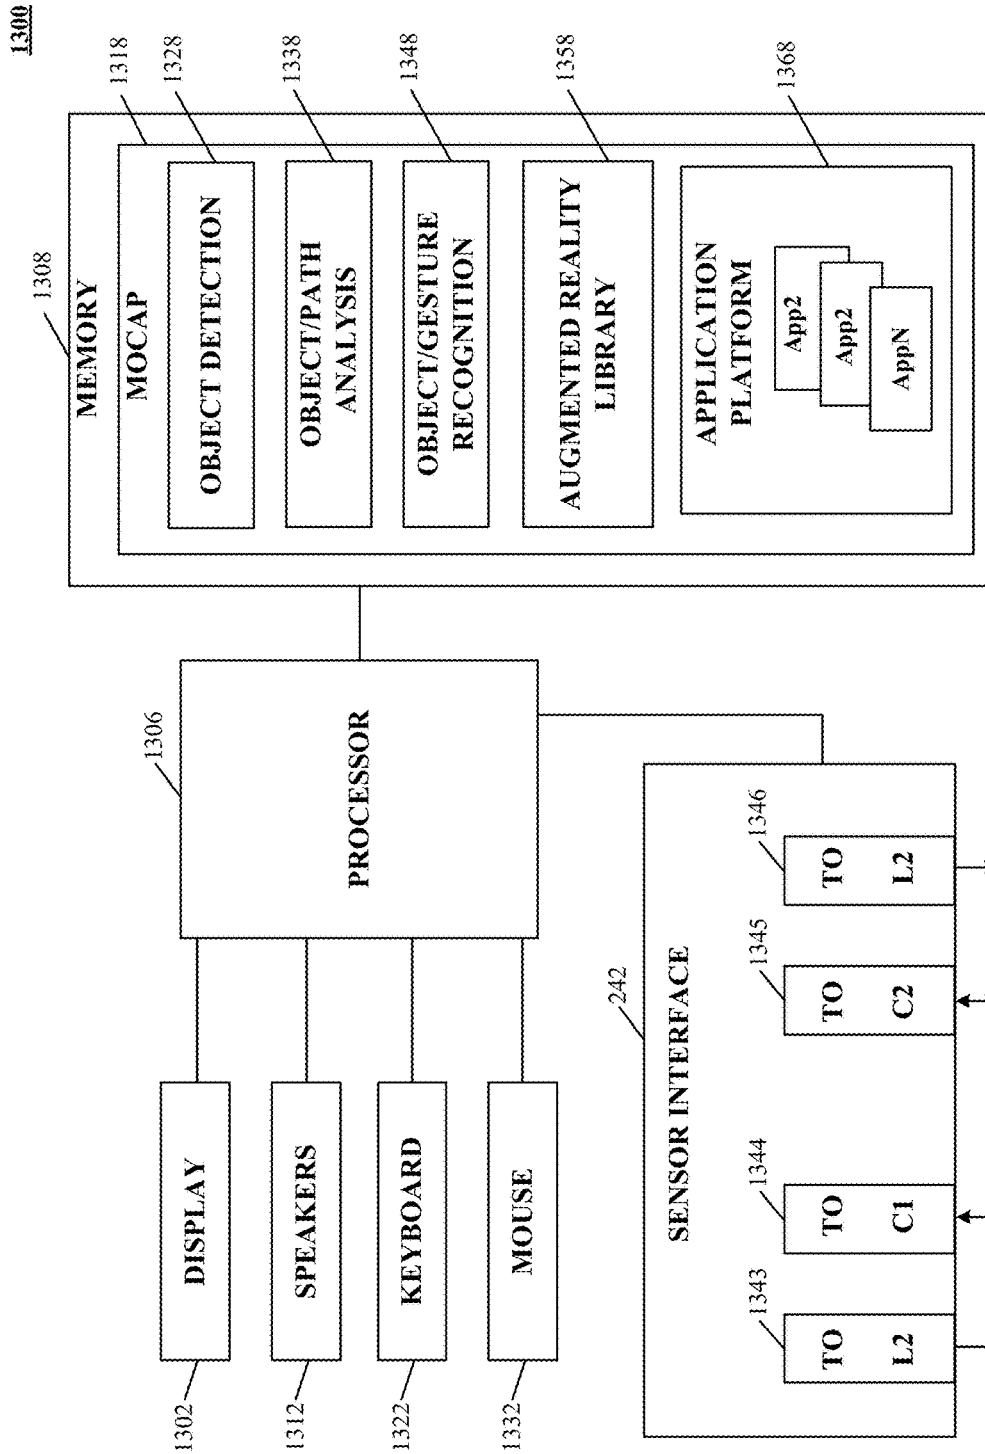 1300
1308
MEMORY
1318
MOCAP
1328
OBJECT DETECTION
1338
OBJECT/PATH
ANALYSIS
1348
OBJECT/GESTURE
RECOGNITION
1358
AUGMENTED REALITY
LIBRARY
1368
APPLICATION
PLATFORM
App2
App2
AppN
1306
PROCESSOR
1302
DISPLAY
1312
SPEAKERS
1322
KEYBOARD
1332
MOUSE
242
SENSOR INTERFACE
1343
TO
L2
1344
TO
C1
1345
TO
C2
1346
TO
L2